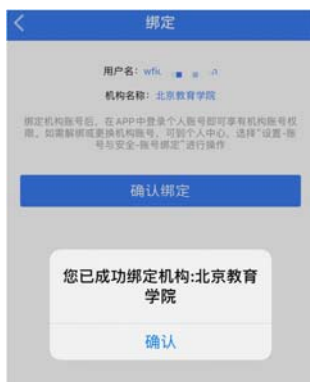 绑定
用户名：wfic
机构名称：北京教育学院
绑定机构账号后，在APP中登录个人账号即可享有机构账号权
限。如需解绑或更换机构账号，可到个人中心，选择"设置-账
号与安全-账号绑定"进行操作
确认绑定
您已成功绑定机构:北京教育
学院
确认